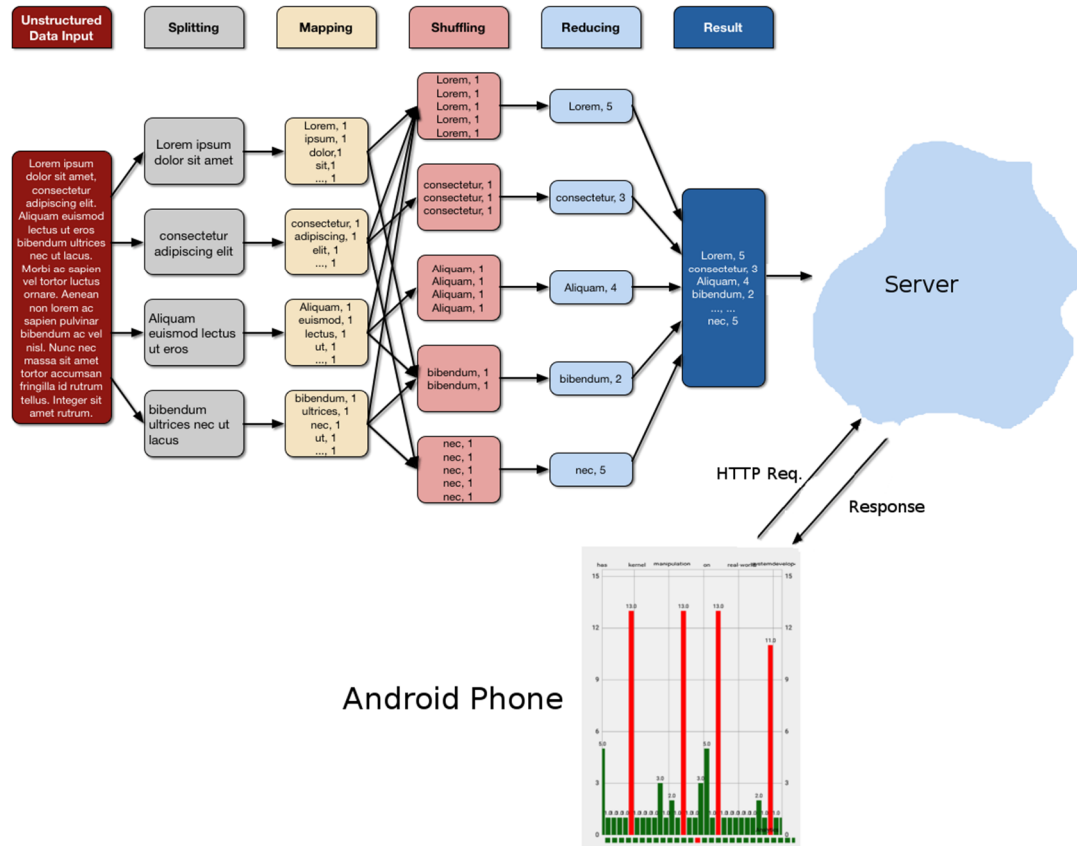 Unstructured
Data Input
Splitting
Mapping
Shuffling
Reducing
Result
Lorem ipsum
dolor sit amet,
consectetur
adipiscing elit.
Aliquam euismod
lectus ut eros
bibendum ultrices
nec ut lacus.
Morbi ac sapien
vel tortor luctus
ornare. Aenean
non lorem ac
sapien pulvinar
bibendum ac vel
nisl. Nunc nec
massa sit amet
tortor accumsan
fringilla id rutrum
tellus. Integer sit
amet rutrum.
Lorem ipsum
dolor sit amet
consectetur
adipiscing elit
Aliquam
euismod lectus
ut eros
bibendum
ultrices nec ut
lacus
Lorem, 1
ipsum, 1
dolor,1
sit,1
..., 1
consectetur, 1
adipiscing, 1
elit, 1
..., 1
Aliquam, 1
euismod, 1
lectus, 1
ut, 1
..., 1
bibendum, 1
ultrices, 1
nec, 1
ut, 1
..., 1
Lorem, 1
Lorem, 1
Lorem, 1
Lorem, 1
Lorem, 1
consectetur, 1
consectetur, 1
consectetur, 1
Aliquam, 1
Aliquam, 1
Aliquam, 1
Aliquam, 1
bibendum, 1
bibendum, 1
nec, 1
nec, 1
nec, 1
nec, 1
nec, 1
Lorem, 5
consectetur, 3
Aliquam, 4
bibendum, 2
nec, 5
Lorem, 5
consectetur, 3
Aliquam, 4
bibendum, 2
..., ...
nec, 5
Server
HTTP Req.
Response
Android Phone
has kernel manipulation on real-world
15 15
13.0 13.0 13.0
12 12
11.0
9 9
6 6
5.0 5.0
3 3
3.0 3.0
2.0 2.0
0 0